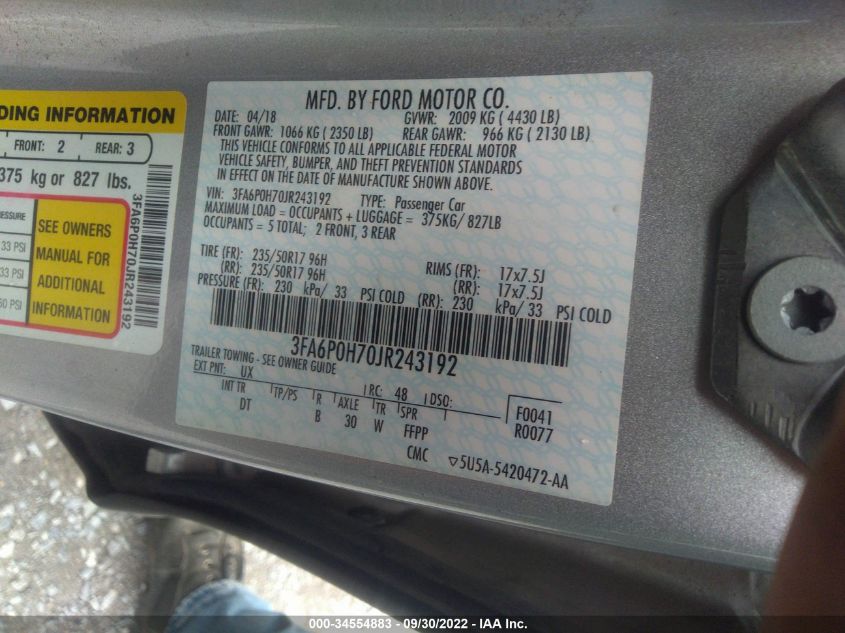 DING INFORMATION
FRONT: 2 REAR: 3
375 kg or 827 lbs.
PRESSURE
33 PSI
33 PSI
60 PSI
SEE OWNERS
MANUAL FOR
ADDITIONAL
INFORMATION
3FA6P0H70JR243192
MFD. BY FORD MOTOR CO.
DATE: 04/18 GVWR: 2009 KG ( 4430 LB)
FRONT GAWR: 1066 KG ( 2350 LB) REAR GAWR: 966 KG ( 2130 LB)
THIS VEHICLE CONFORMS TO ALL APPLICABLE FEDERAL MOTOR
VEHICLE SAFETY, BUMPER, AND THEFT PREVENTION STANDARDS
IN EFFECT ON THE DATE OF MANUFACTURE SHOWN ABOVE.
VIN: 3FA6P0H70JR243192 TYPE: Passenger Car
MAXIMUM LOAD = OCCUPANTS + LUGGAGE = 375KG/ 827LB
OCCUPANTS = 5 TOTAL; 2 FRONT, 3 REAR
TIRE (FR): 235/50R17 96H RIMS (FR): 17x7.5J
(RR): 235/50R17 96H (RR): 17x7.5J
PRESSURE (FR): 230 kPa/ 33 PSI COLD (RR): 230 kPa/ 33 PSI COLD
3FA6P0H70JR243192
TRAILER TOWING - SEE OWNER GUIDE
EXT PNT: UX RC: 48 DSO:
INT TR TP/PS R AXLE TR SPR F0041
DT B 30 W FFPP R0077
CMC ▽5U5A-5420472-AA
000-34554883 - 09/30/2022 - IAA Inc.